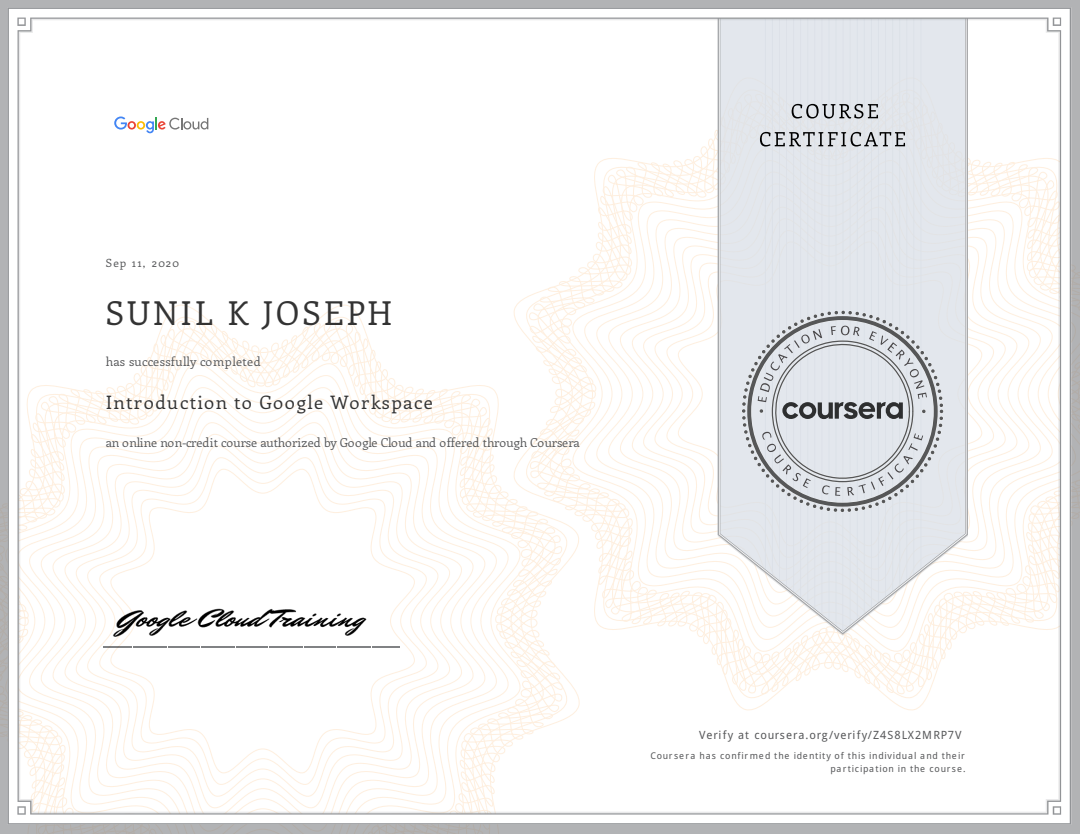 Google Cloud
COURSE
CERTIFICATE
Sep 11, 2020
SUNIL K JOSEPH
has successfully completed
Introduction to Google Workspace
an online non-credit course authorized by Google Cloud and offered through Coursera
EDUCATION FOR EVERYONE
coursera
COURSE CERTIFICATE
Google Cloud Training
Verify at coursera.org/verify/Z4S8LX2MRP7V
Coursera has confirmed the identity of this individual and their
participation in the course.